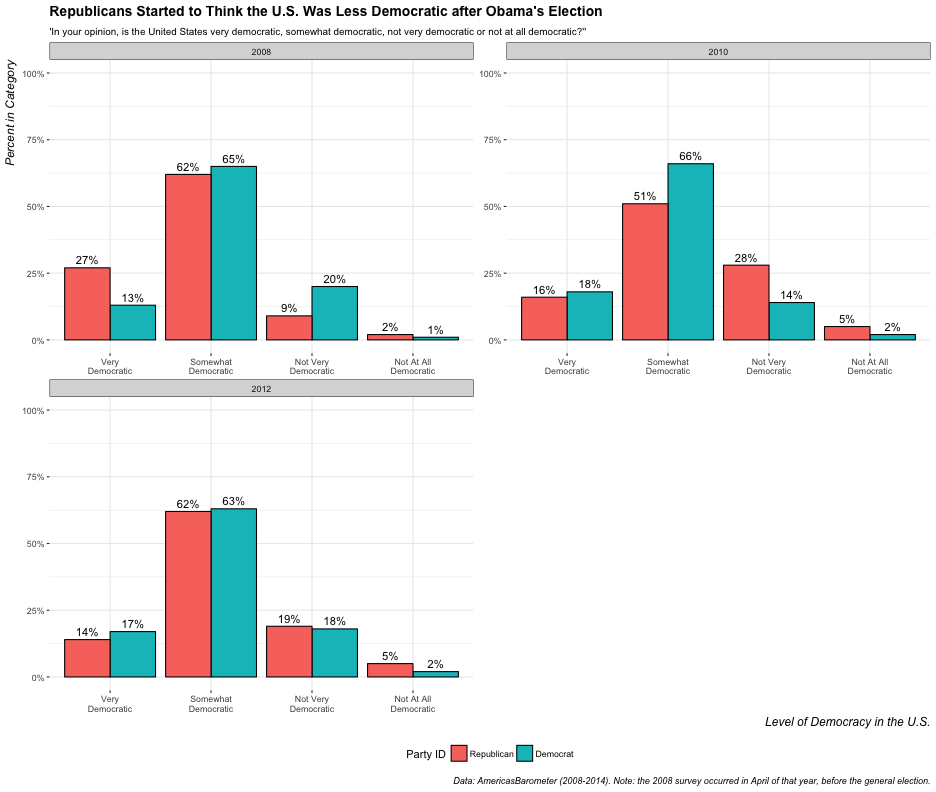 Republicans Started to Think the U.S. Was Less Democratic after Obama's Election
'In your opinion, is the United States very democratic, somewhat democratic, not very democratic or not at all democratic?"
Percent in Category
2008
100%
75%
50%
25%
0%
27%
13%
62%
65%
9%
20%
2%
1%
Very
Democratic
Somewhat
Democratic
Not Very
Democratic
Not At All
Democratic
2010
100%
75%
50%
25%
0%
16%
18%
51%
66%
28%
14%
5%
2%
Very
Democratic
Somewhat
Democratic
Not Very
Democratic
Not At All
Democratic
2012
100%
75%
50%
25%
0%
14%
17%
62%
63%
19%
18%
5%
2%
Very
Democratic
Somewhat
Democratic
Not Very
Democratic
Not At All
Democratic
Level of Democracy in the U.S.
Party ID Republican Democrat
Data: AmericasBarometer (2008-2014). Note: the 2008 survey occurred in April of that year, before the general election.